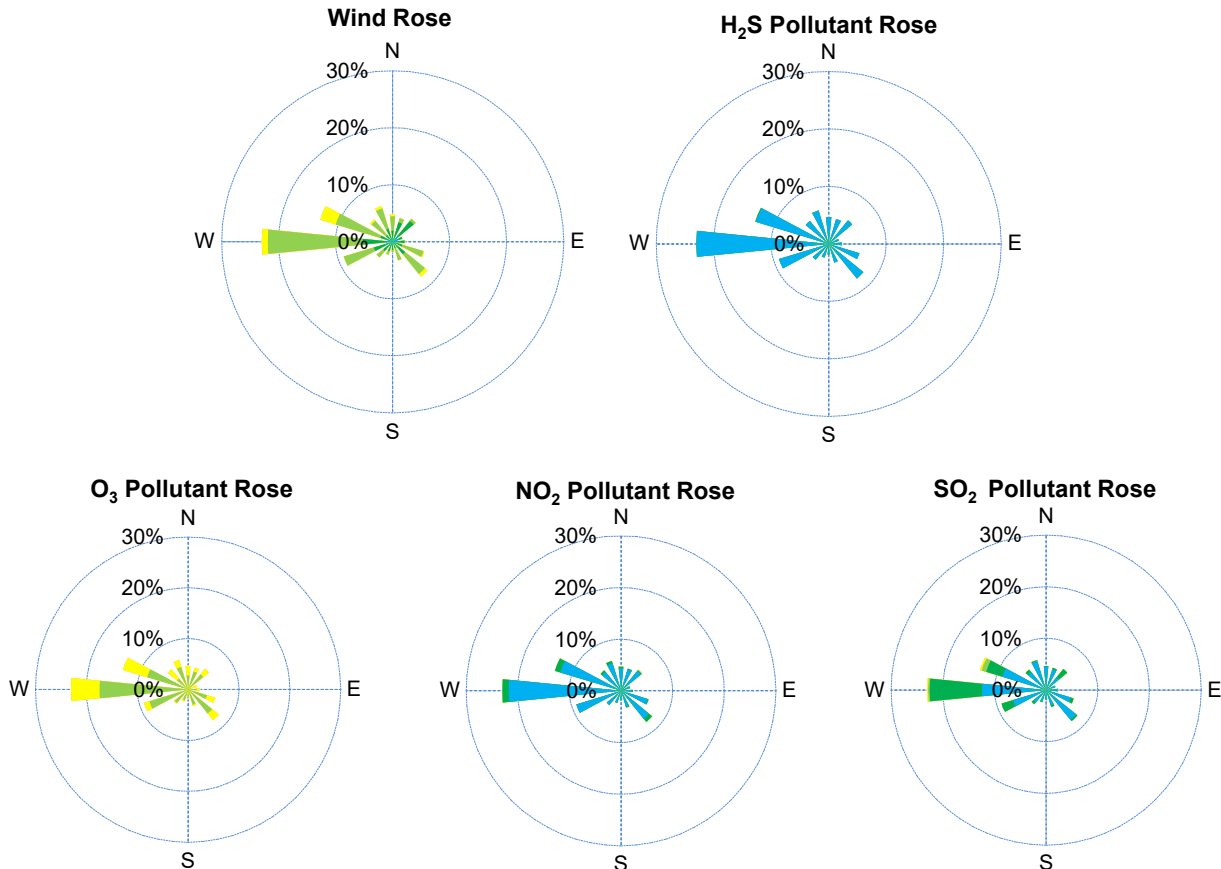 Wind Rose
N
30%
20%
10%
0%
W
E
S
H₂S Pollutant Rose
N
30%
20%
10%
0%
W
E
S
O₃ Pollutant Rose
N
30%
20%
10%
0%
W
E
S
NO₂ Pollutant Rose
N
30%
20%
10%
0%
W
E
S
SO₂ Pollutant Rose
N
30%
20%
10%
0%
W
E
S